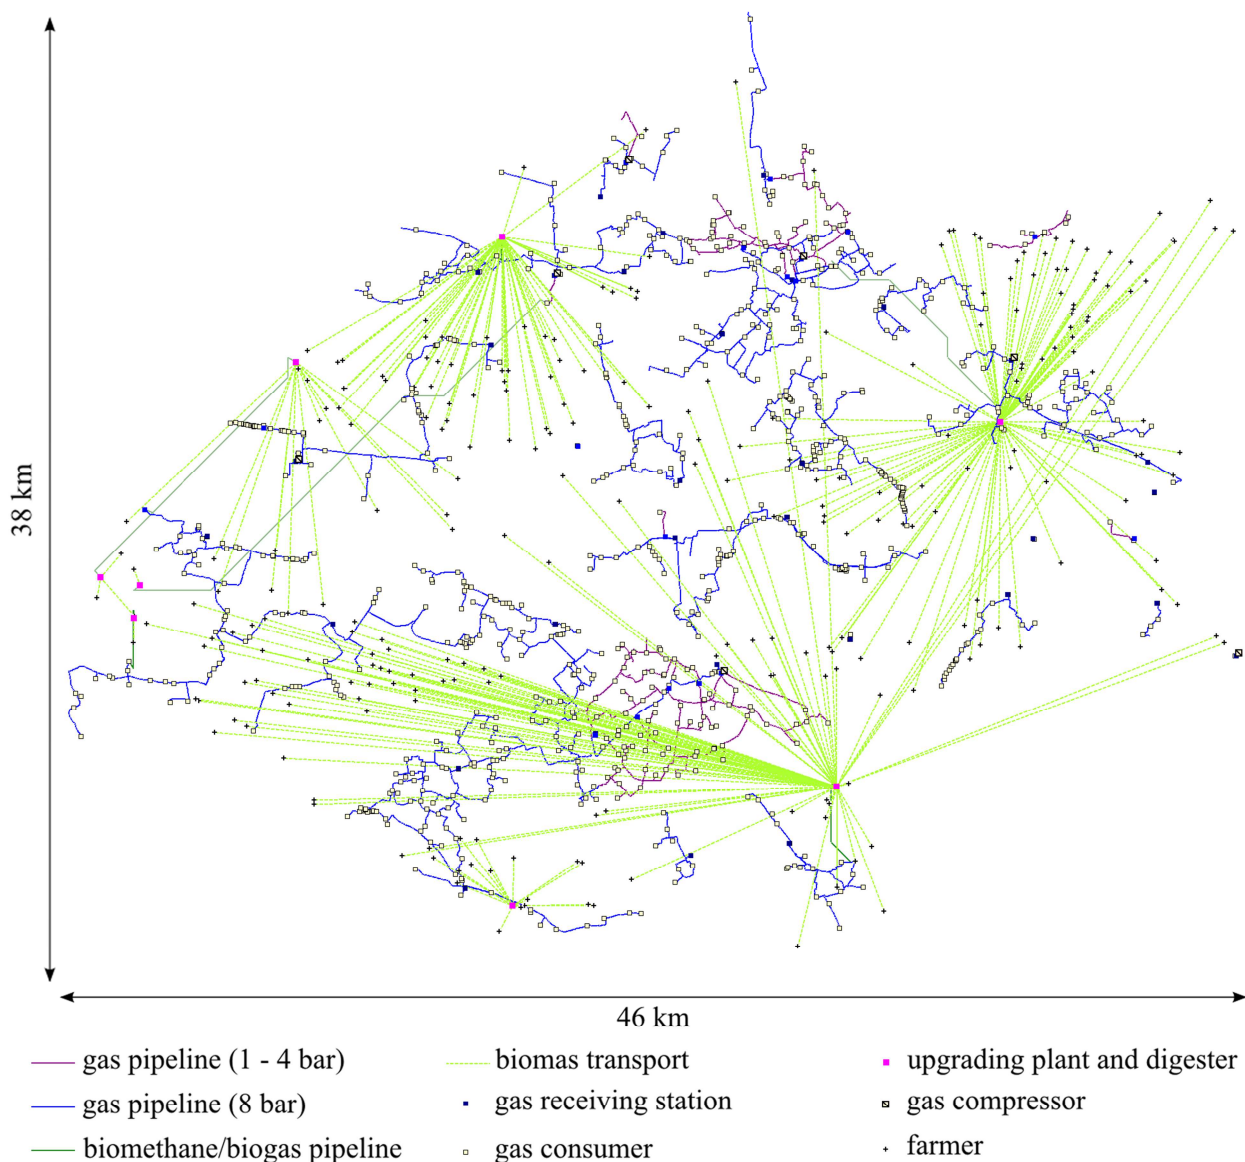 38 km
46 km
gas pipeline (1 - 4 bar)
biomas transport
upgrading plant and digester
gas pipeline (8 bar)
gas receiving station
gas compressor
biomethane/biogas pipeline
gas consumer
farmer